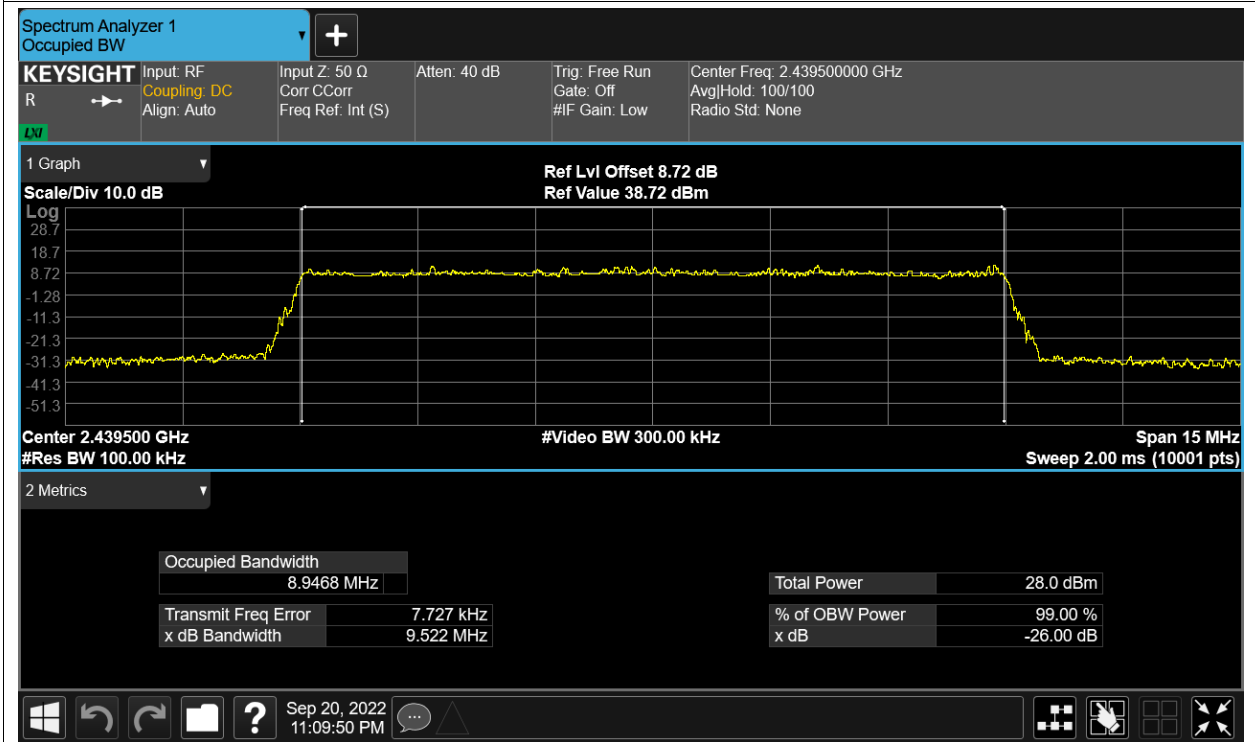 Spectrum Analyzer 1
Occupied BW
KEYSIGHT
R
LXI
Input: RF
Coupling: DC
Align: Auto
Input Z: 50 Ω
Corr CCorr
Freq Ref: Int (S)
Atten: 40 dB
Trig: Free Run
Gate: Off
#IF Gain: Low
Center Freq: 2.439500000 GHz
Avg|Hold: 100/100
Radio Std: None
1 Graph
Scale/Div 10.0 dB
Ref Lvl Offset 8.72 dB
Ref Value 38.72 dBm
Log
28.7
18.7
8.72
-1.28
-11.3
-21.3
-31.3
-41.3
-51.3
Center 2.439500 GHz
#Video BW 300.00 kHz
Span 15 MHz
#Res BW 100.00 kHz
Sweep 2.00 ms (10001 pts)
2 Metrics
Occupied Bandwidth
8.9468 MHz
Total Power 28.0 dBm
Transmit Freq Error 7.727 kHz
% of OBW Power 99.00 %
x dB Bandwidth 9.522 MHz
x dB -26.00 dB
?
Sep 20, 2022
11:09:50 PM